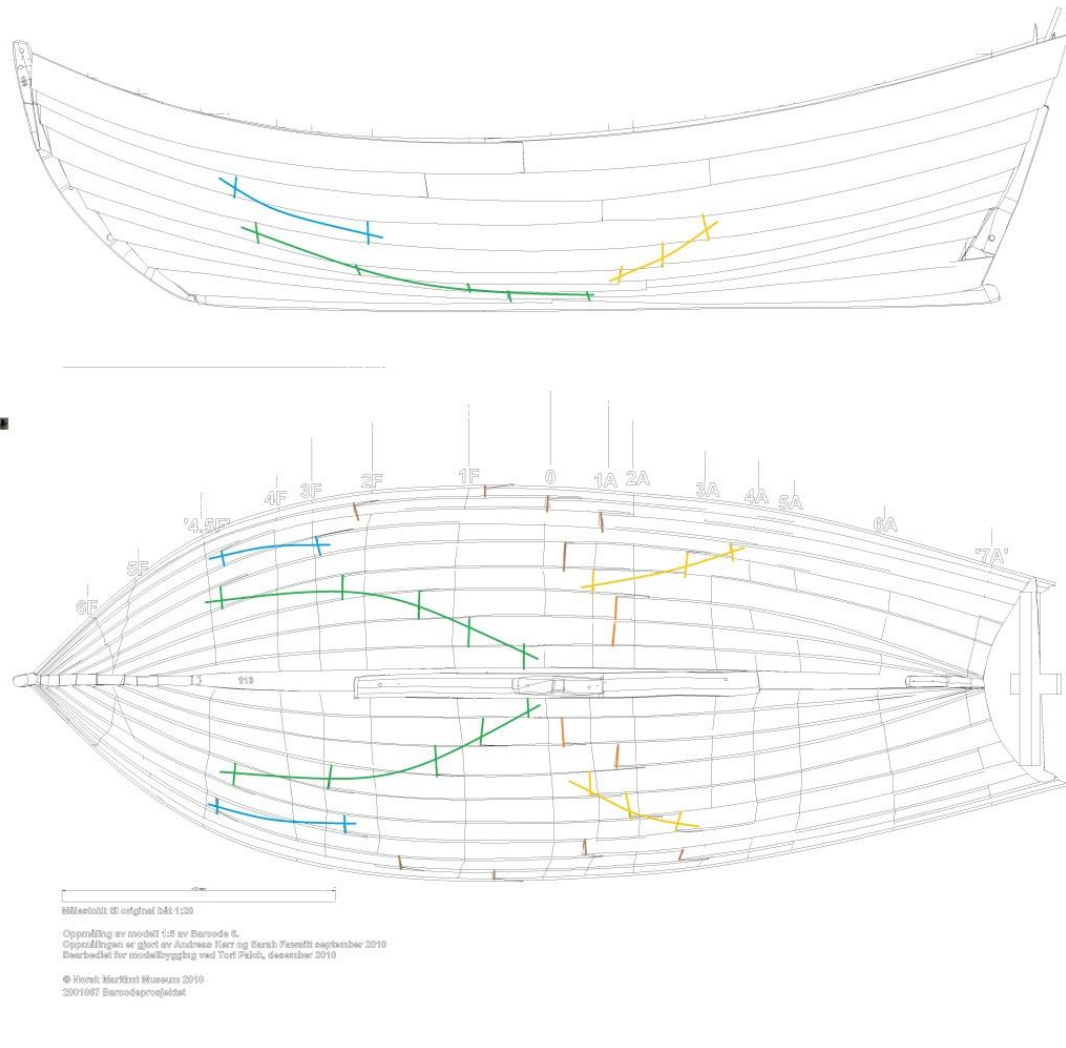 6F
5F
'4.5F'
4F
3F
2F
1F
0
1A
2A
3A
4A
5A
6A
'7A'
113
Målestokk til original båt 1:20
Oppmåling av modell 1:5 av Barcode 6.
Oppmålingen er gjort av Andreas Kerr og Sarah Fawsitt september 2010
Bearbeidet for modellbygging ved Tori Falck, desember 2010
© Norsk Maritimt Museum 2010
2001067 Barcodeprosjektet